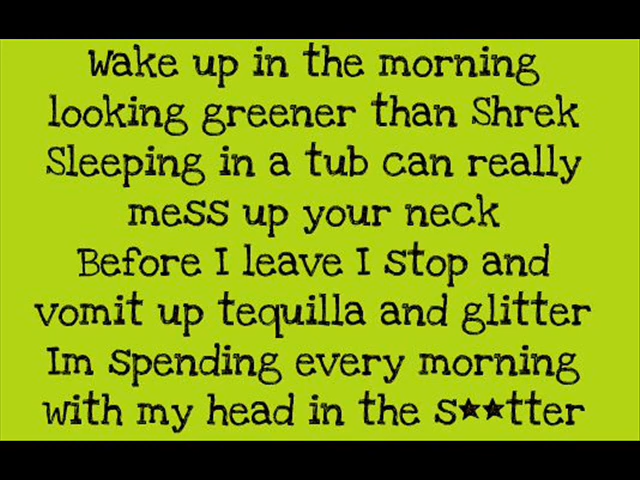 Wake up in the morning
looking greener than Shrek
Sleeping in a tub can really
mess up your neck
Before I leave I stop and
vomit up tequilla and glitter
Im spending every morning
with my head in the s★★tter